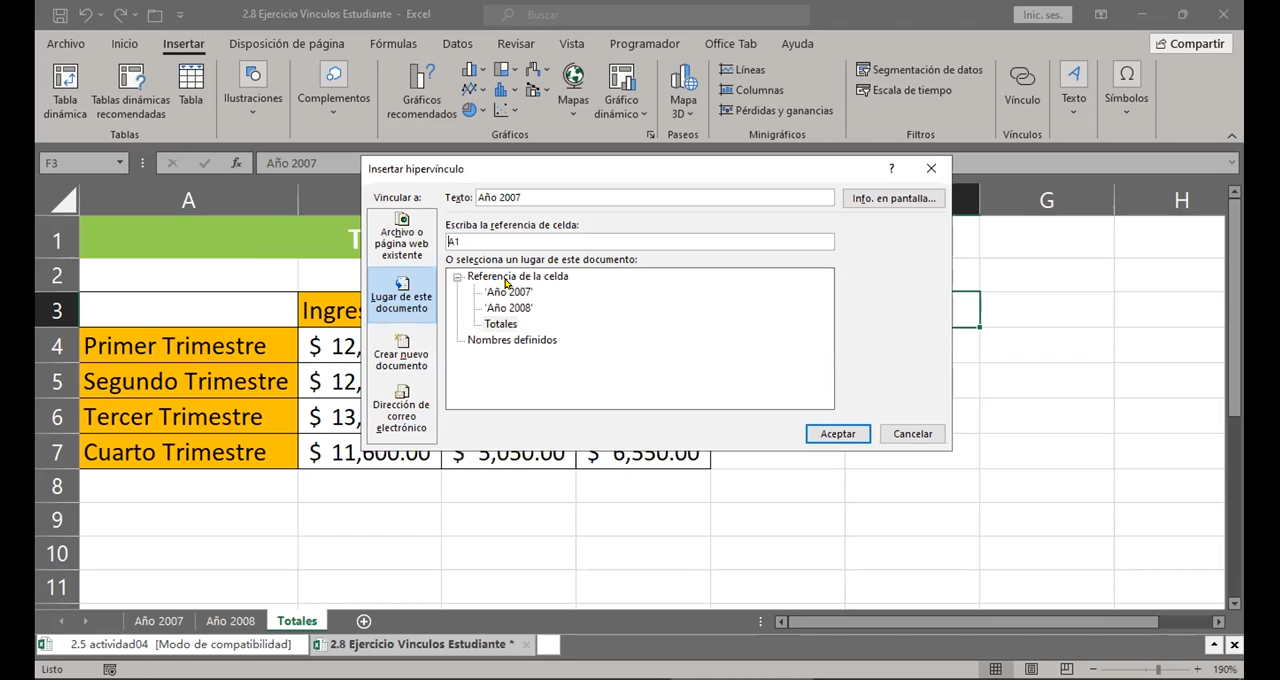 2.8 Ejercicio Vinculos Estudiante - Excel
Buscar
Inic. ses.
Archivo Inicio Insertar Disposición de página Fórmulas Datos Revisar Vista Programador Office Tab Ayuda
Compartir
Tabla dinámica
Tablas dinámicas recomendadas
Tabla
Tablas
Ilustraciones
Complementos
Gráficos recomendados
Mapas
Gráfico dinámico
Gráficos
Mapa 3D
Paseos
Líneas
Columnas
Pérdidas y ganancias
Minigráficos
Segmentación de datos
Escala de tiempo
Filtros
Vínculo
Vínculos
Texto
Símbolos
F3
fx
Año 2007
Insertar hipervínculo
?
Vincular a:
Texto: Año 2007
Info. en pantalla...
Archivo o página web existente
Lugar de este documento
Crear nuevo documento
Dirección de correo electrónico
Escriba la referencia de celda:
A1
O selecciona un lugar de este documento:
Referencia de la celda
'Año 2007'
'Año 2008'
Totales
Nombres definidos
Aceptar
Cancelar
A G H
1 T
2
3 Ingre
4 Primer Trimestre $ 12,
5 Segundo Trimestre $ 12,
6 Tercer Trimestre $ 13,
7 Cuarto Trimestre $ 11,600.00 $ 5,050.00 $ 6,550.00
8
9
10
11
Año 2007 Año 2008 Totales
2.5 actividad04 [Modo de compatibilidad]
2.8 Ejercicio Vinculos Estudiante *
Listo
190%